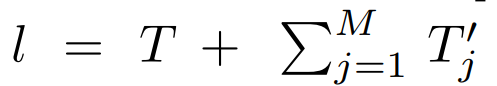 l = T + ∑_{j=1}^{M} T'_j